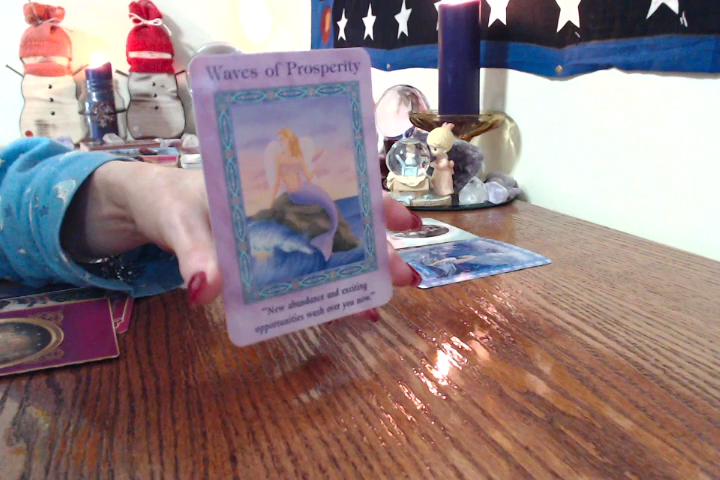 Waves of Prosperity
"New abundance and exciting
opportunities wash over you now."